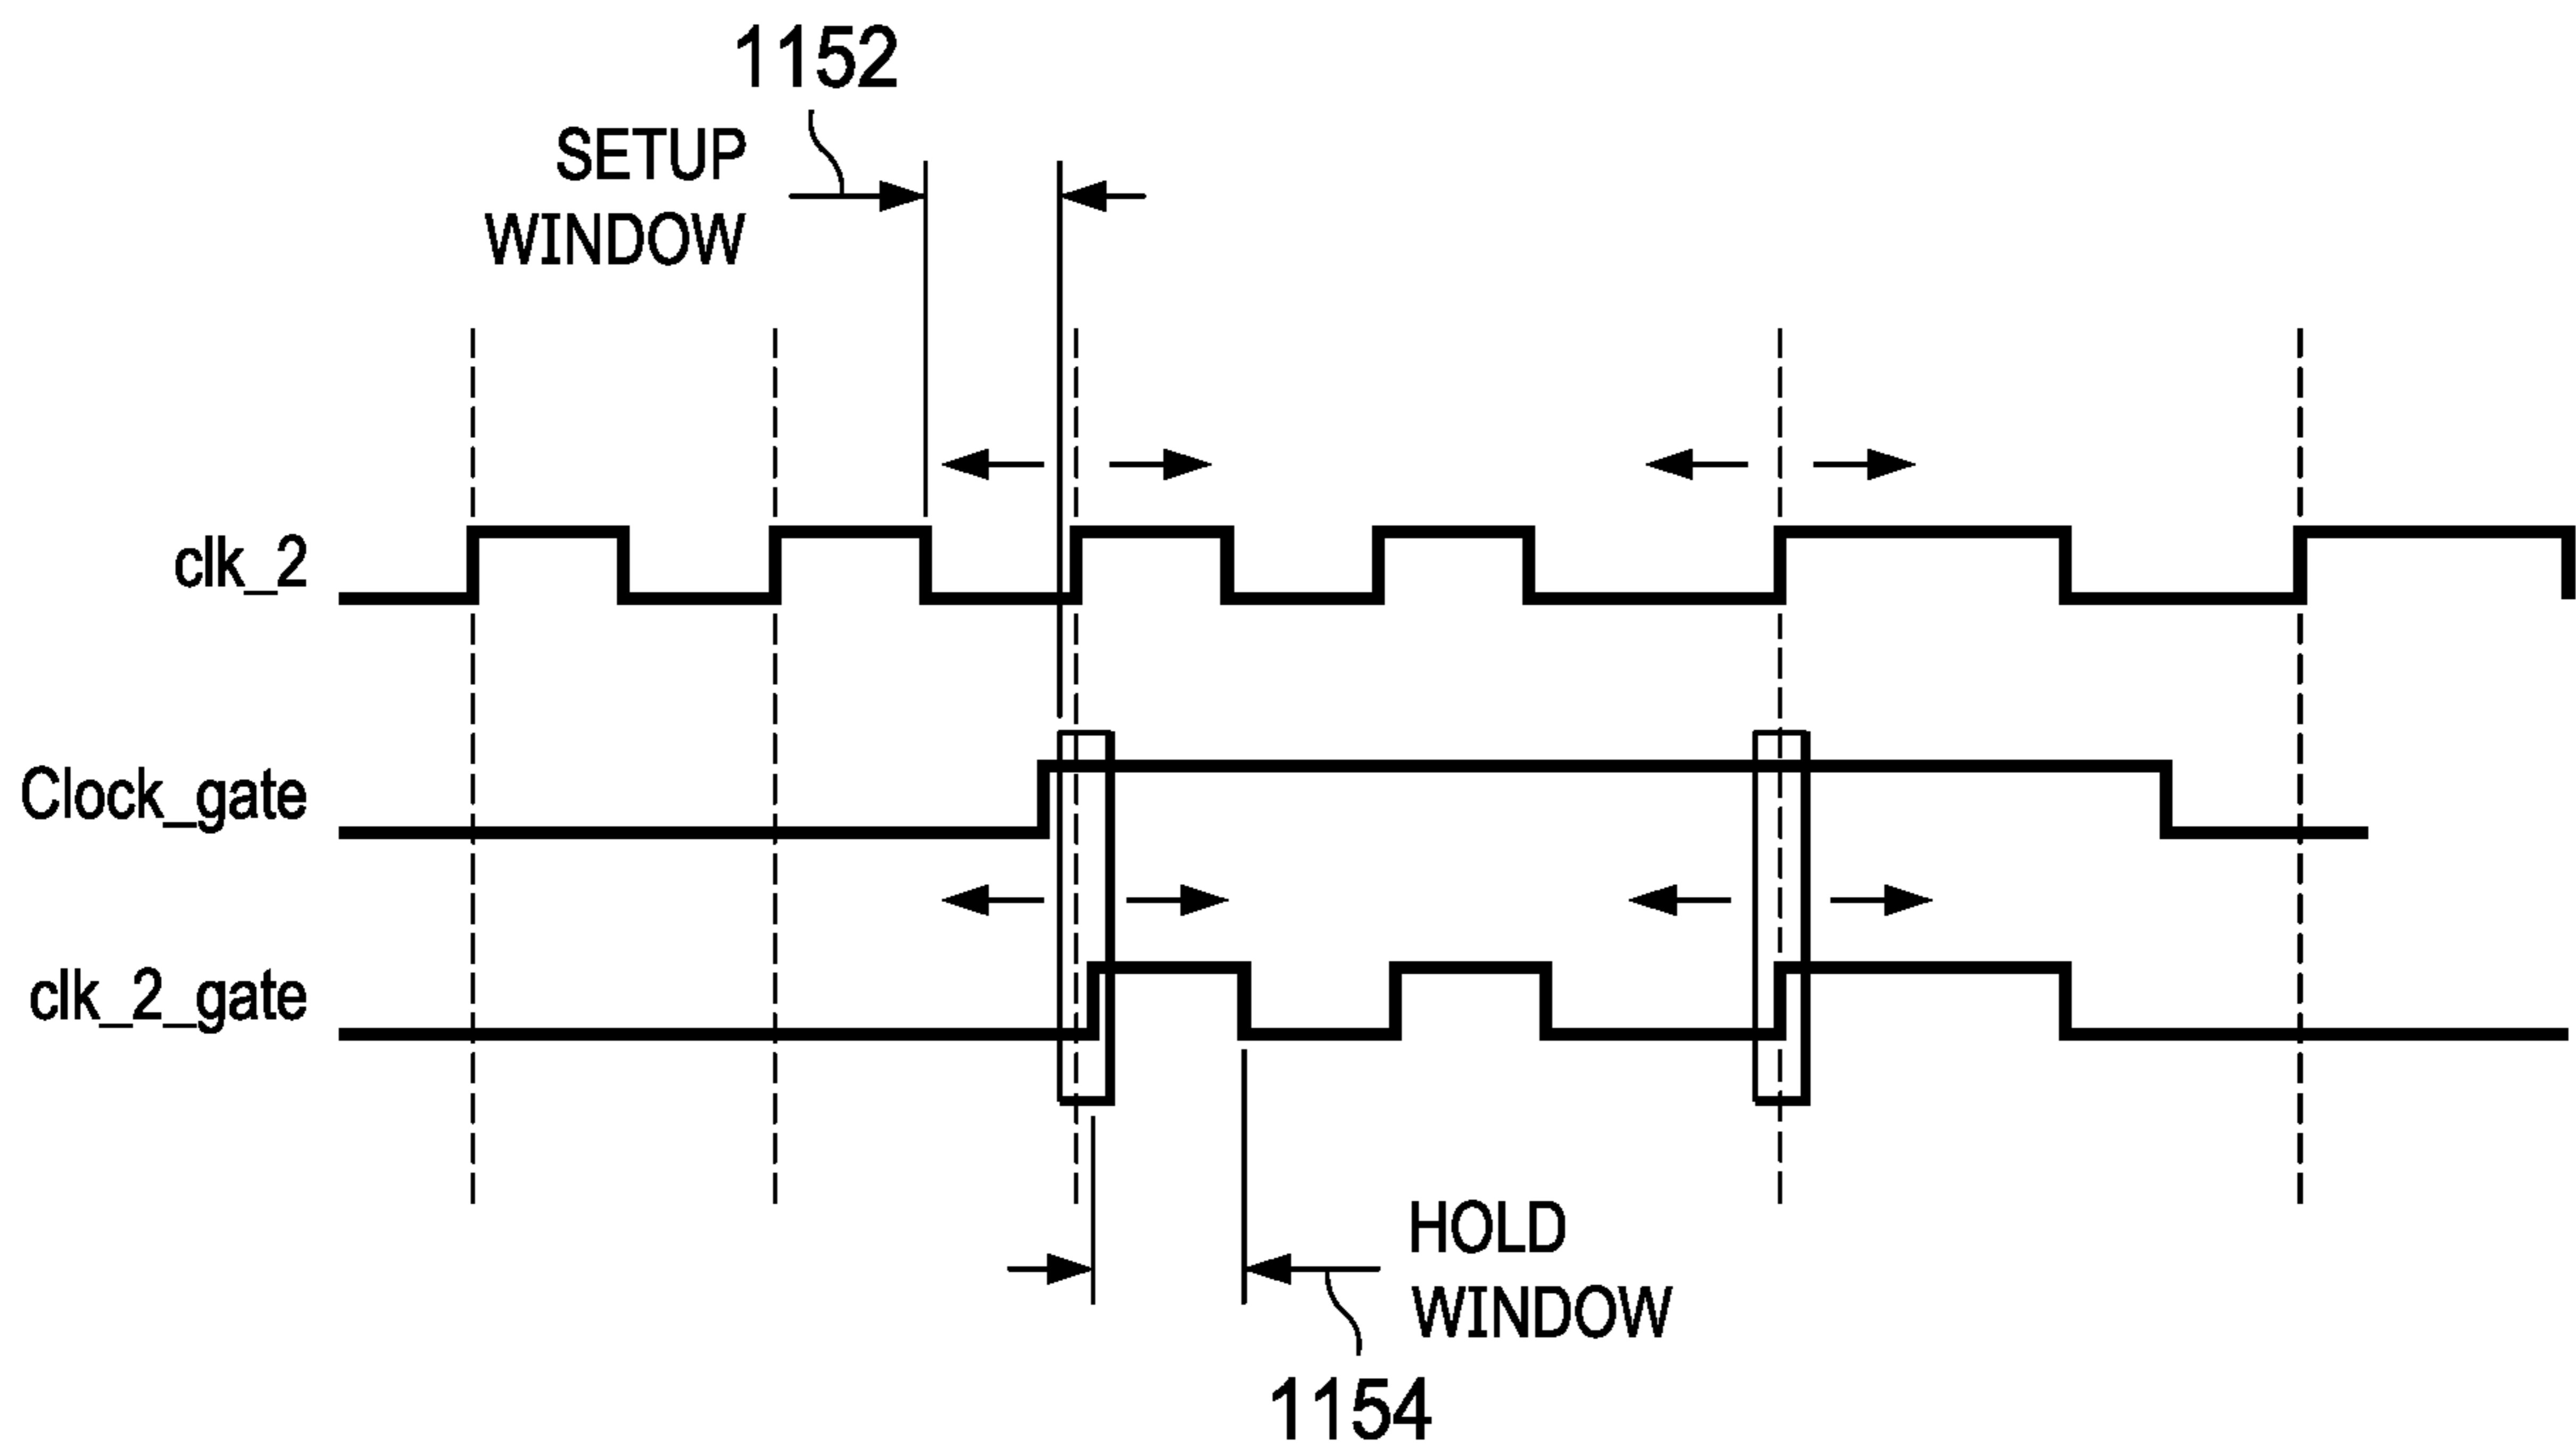 1152
SETUP
WINDOW
clk_2
Clock_gate
clk_2_gate
HOLD
WINDOW
1154